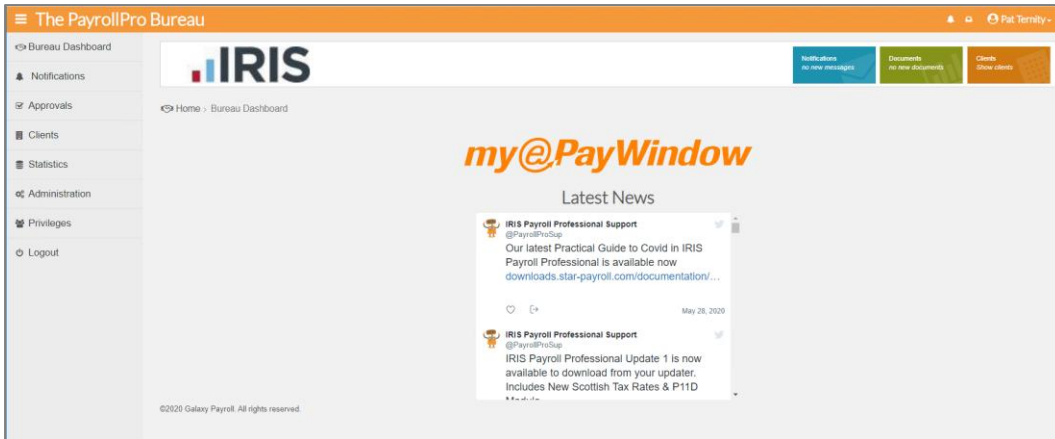 The PayrollPro Bureau
Pat Ternity
Bureau Dashboard
Notifications
Approvals
Clients
Statistics
Administration
Privileges
Logout
IRIS
Notifications
no new messages
Documents
no new documents
Clients
Show clients
Home > Bureau Dashboard
my@PayWindow
Latest News
IRIS Payroll Professional Support
@PayrollProSup
Our latest Practical Guide to Covid in IRIS
Payroll Professional is available now
downloads.star-payroll.com/documentation/…
May 28, 2020
IRIS Payroll Professional Support
@PayrollProSup
IRIS Payroll Professional Update 1 is now
available to download from your updater.
Includes New Scottish Tax Rates & P11D
©2020 Galaxy Payroll. All rights reserved.